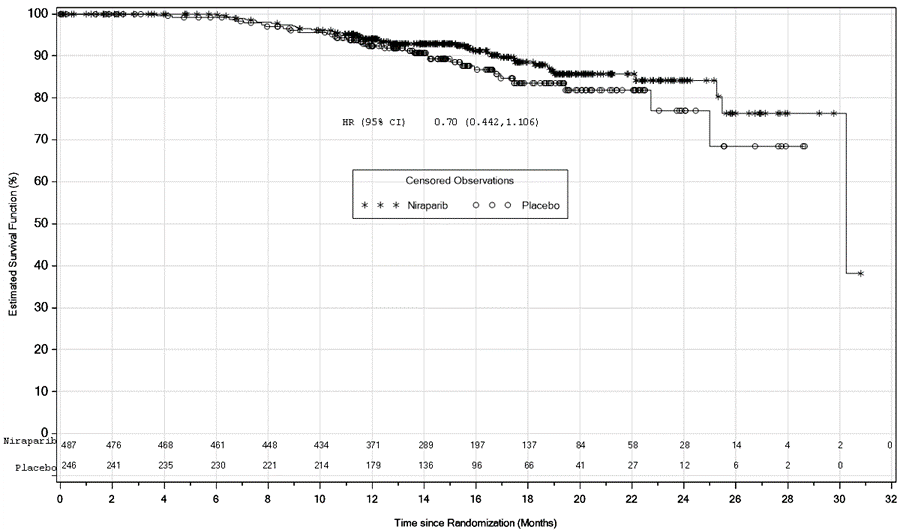 100
90
80
HR (95% CI) 0.70 (0.442,1.106)
70
60
Censored Observations
Niraparib Placebo
50
40
30
20
10
0
Estimated Survival Function (%)
Niraparib 487 476 468 461 448 434 371 289 197 137 84 58 28 14 4 2 0
Placebo 246 241 235 230 221 214 179 136 96 66 41 27 12 6 2 0
0 2 4 6 8 10 12 14 16 18 20 22 24 26 28 30 32
Time since Randomization (Months)